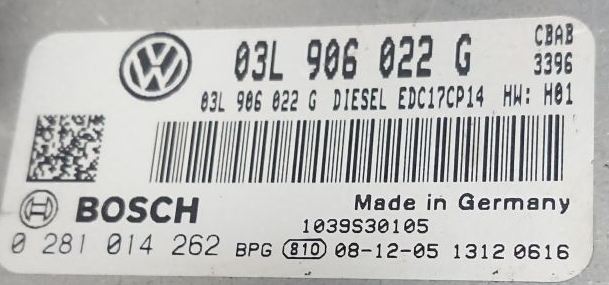 03L 906 022 G CBAB
3396
03L 906 022 G DIESEL EDC17CP14 HW: H01
BOSCH Made in Germany
1039S30105
0 281 014 262 BPG 810 08-12-05 1312 0616